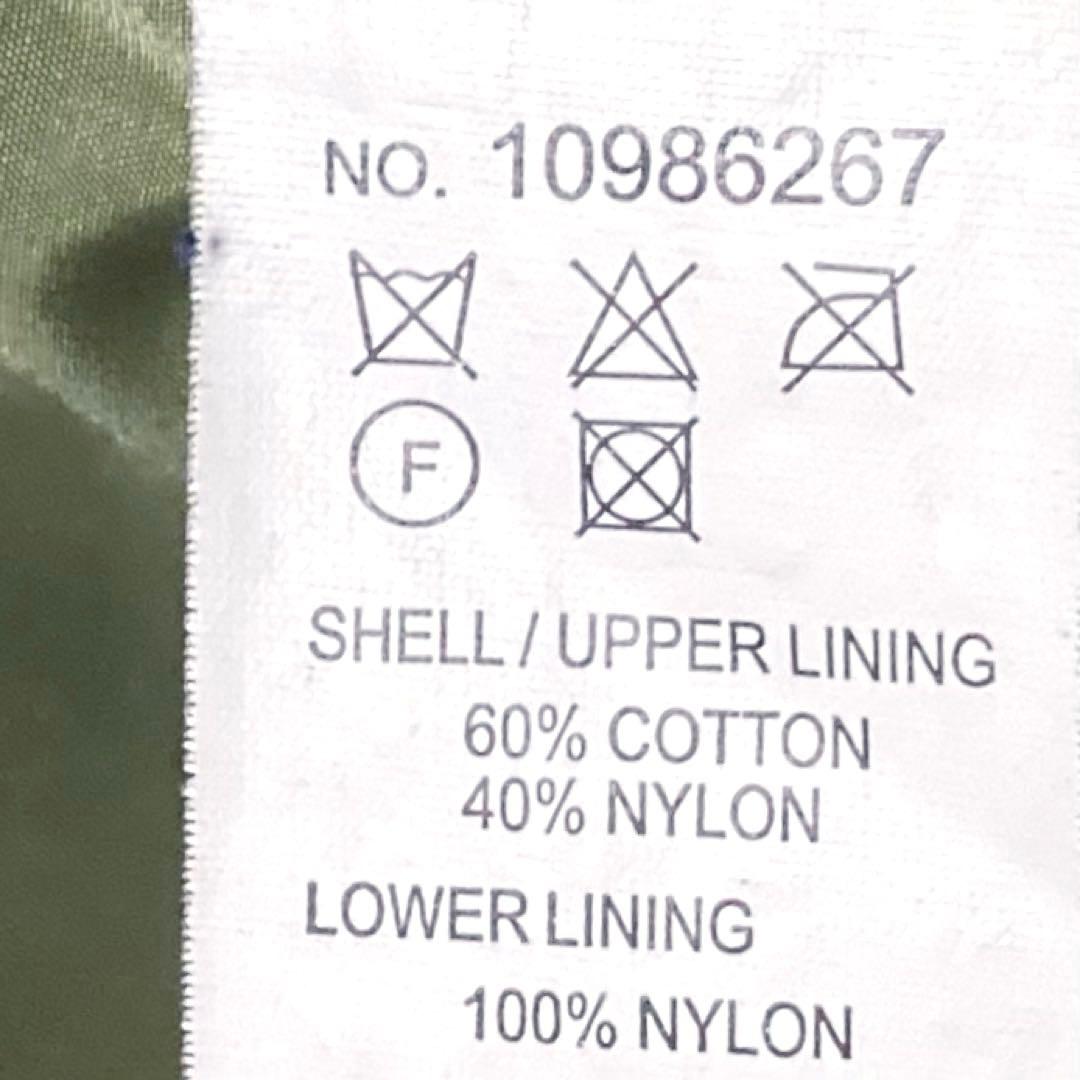 NO. 10986267
F
SHELL / UPPER LINING
60% COTTON
40% NYLON
LOWER LINING
100% NYLON